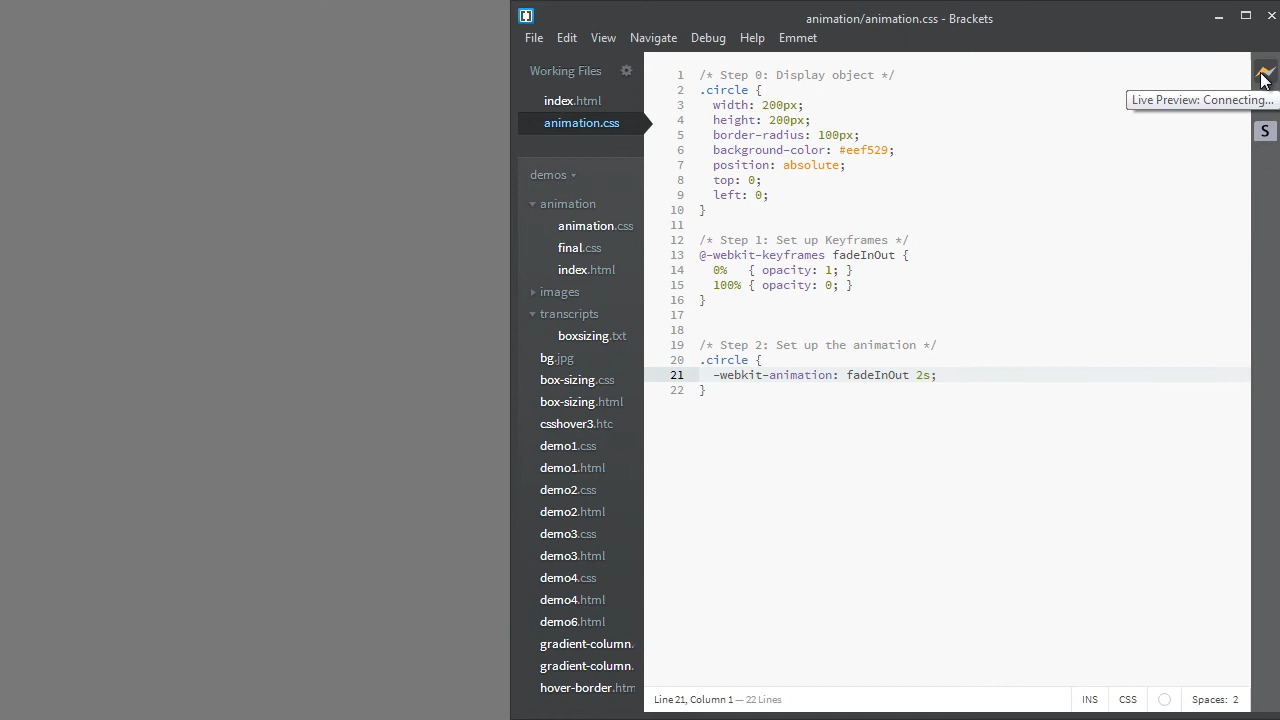 animation/animation.css - Brackets
File Edit View Navigate Debug Help Emmet
Working Files
index.html
animation.css
demos
animation
animation.css
final.css
index.html
images
transcripts
boxsizing.txt
bg.jpg
box-sizing.css
box-sizing.html
csshover3.htc
demo1.css
demo1.html
demo2.css
demo2.html
demo3.css
demo3.html
demo4.css
demo4.html
demo6.html
gradient-column.
gradient-column.
hover-border.htm
1 /* Step 0: Display object */
2 .circle {
3 width: 200px;
4 height: 200px;
5 border-radius: 100px;
6 background-color: #eef529;
7 position: absolute;
8 top: 0;
9 left: 0;
10 }
11
12 /* Step 1: Set up Keyframes */
13 @-webkit-keyframes fadeInOut {
14 0% { opacity: 1; }
15 100% { opacity: 0; }
16 }
17
18
19 /* Step 2: Set up the animation */
20 .circle {
21 -webkit-animation: fadeInOut 2s;
22 }
Live Preview: Connecting...
S
Line 21, Column 1 — 22 Lines
INS CSS Spaces: 2